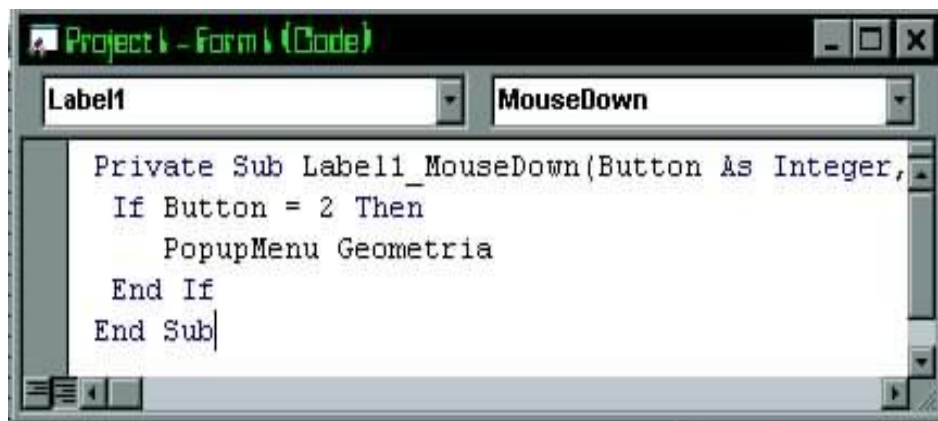 Project1 - Form1 (Code)
Label1 MouseDown
Private Sub Label1_MouseDown(Button As Integer,
If Button = 2 Then
PopupMenu Geometria
End If
End Sub